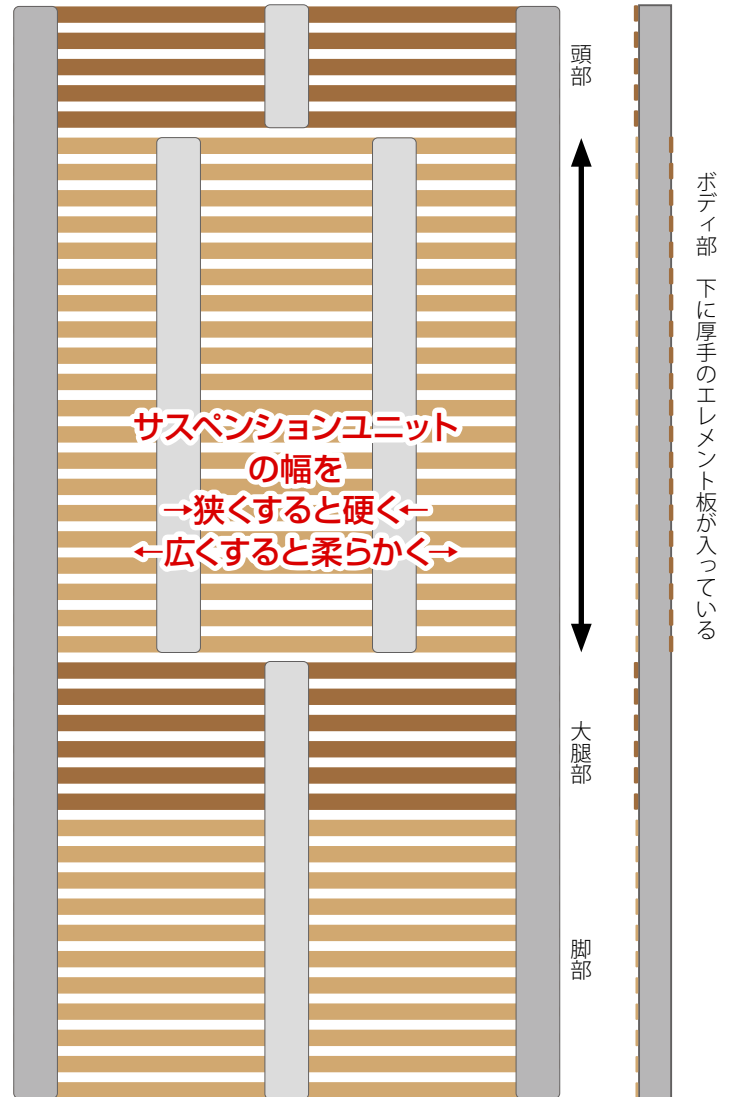 頭部
ボディ部　下に厚手のエレメント板が入っている
サスペンションユニット
の幅を
→狭くすると硬く←
←広くすると柔らかく→
大腿部
脚部